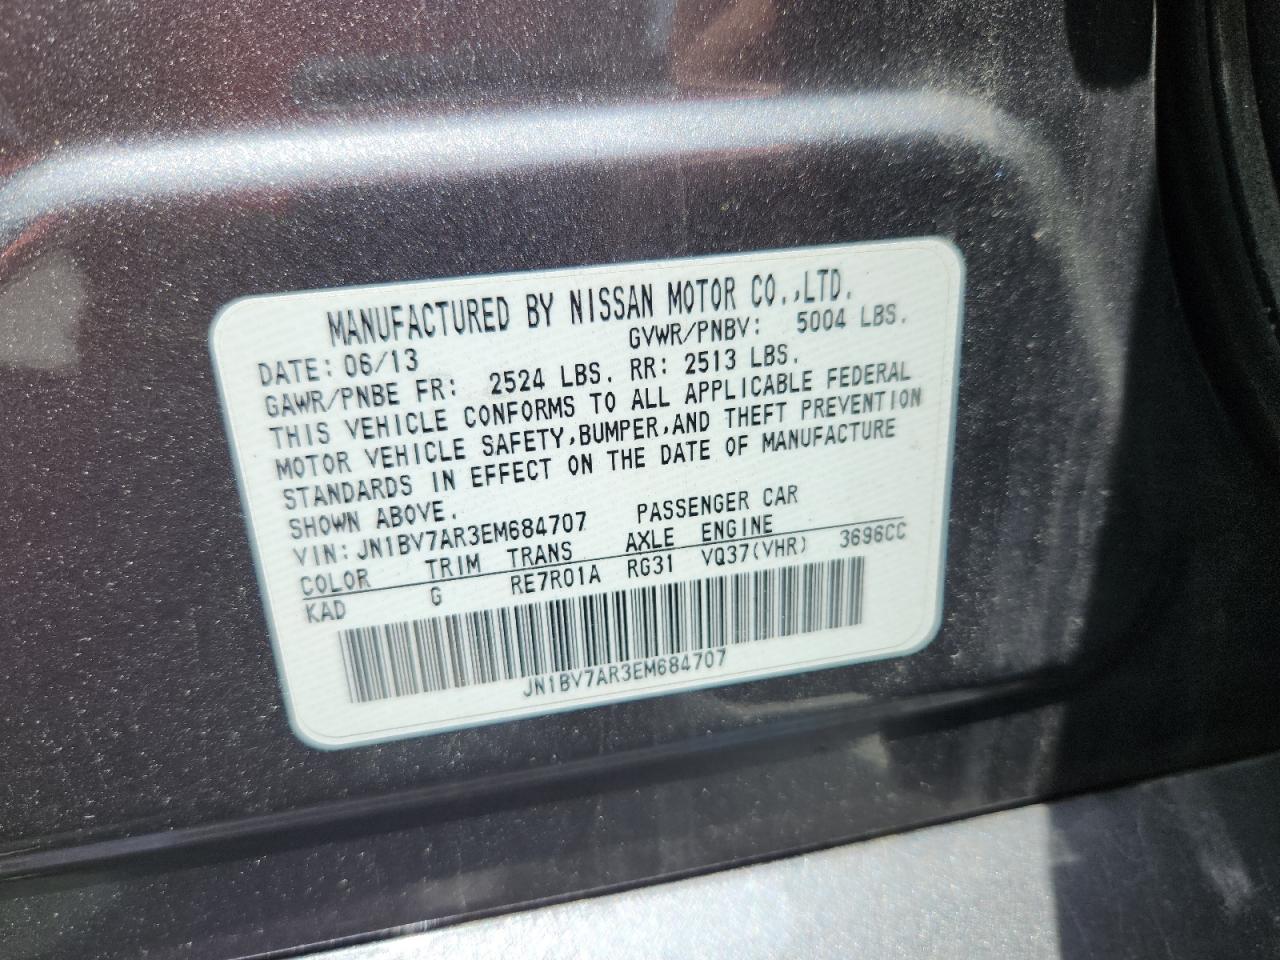 MANUFACTURED BY NISSAN MOTOR CO.,LTD.
DATE: 06/13 GVWR/PNBV: 5004 LBS.
GAWR/PNBE FR: 2524 LBS. RR: 2513 LBS.
THIS VEHICLE CONFORMS TO ALL APPLICABLE FEDERAL
MOTOR VEHICLE SAFETY,BUMPER,AND THEFT PREVENTION
STANDARDS IN EFFECT ON THE DATE OF MANUFACTURE
SHOWN ABOVE.
VIN: JN1BV7AR3EM684707 PASSENGER CAR
COLOR TRIM TRANS AXLE ENGINE
KAD G RE7R01A RG31 VQ37(VHR) 3696CC
JN1BV7AR3EM684707